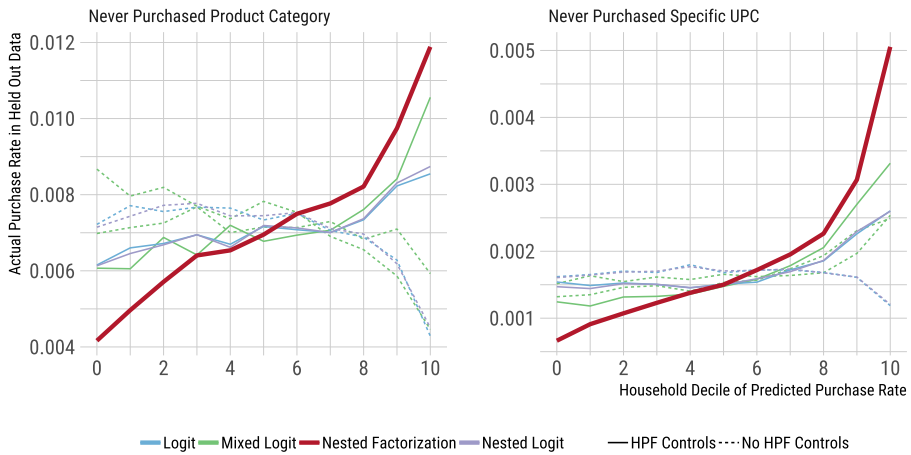 Never Purchased Product Category
Never Purchased Specific UPC
Actual Purchase Rate in Held Out Data
0.012
0.010
0.008
0.006
0.004
0 2 4 6 8 10
0.005
0.004
0.003
0.002
0.001
0 2 4 6 8 10
Household Decile of Predicted Purchase Rate
Logit Mixed Logit Nested Factorization Nested Logit HPF Controls No HPF Controls